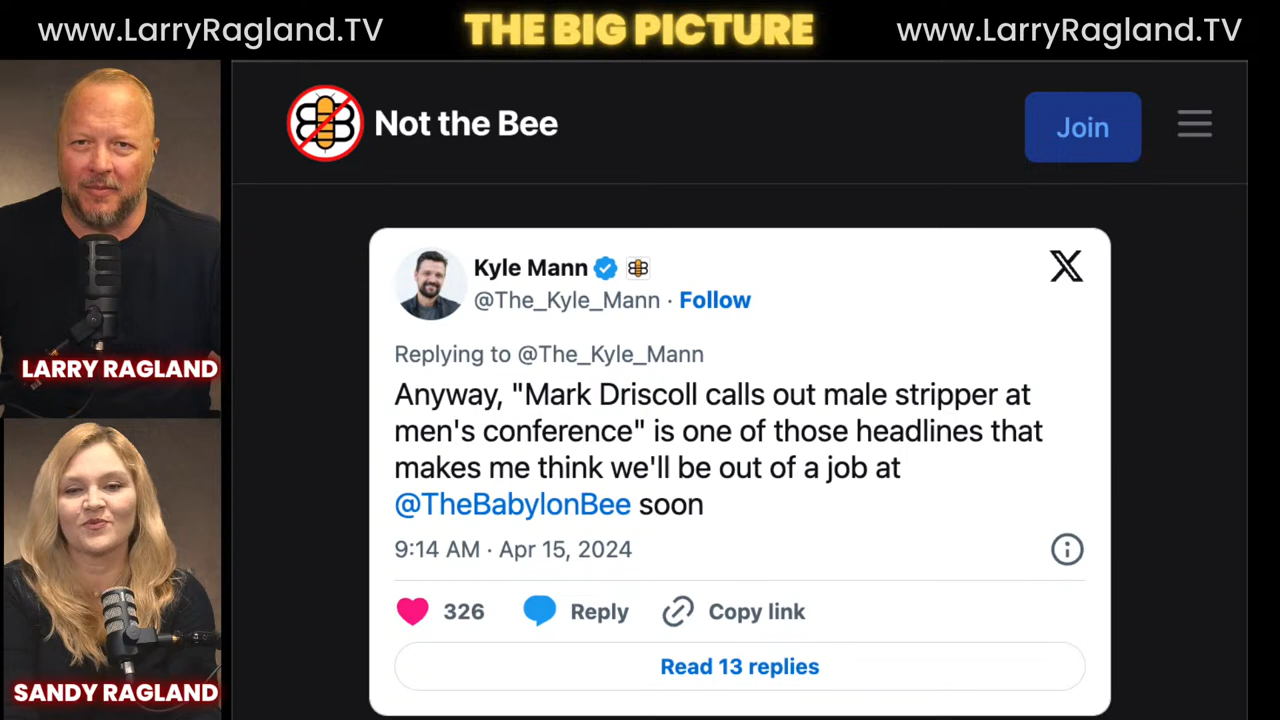 www.LarryRagland.TV
THE BIG PICTURE
www.LarryRagland.TV
Not the Bee
Join
Kyle Mann
@The_Kyle_Mann · Follow
Replying to @The_Kyle_Mann
Anyway, "Mark Driscoll calls out male stripper at
men's conference" is one of those headlines that
makes me think we'll be out of a job at
@TheBabylonBee soon
9:14 AM · Apr 15, 2024
326
Reply
Copy link
Read 13 replies
LARRY RAGLAND
SANDY RAGLAND